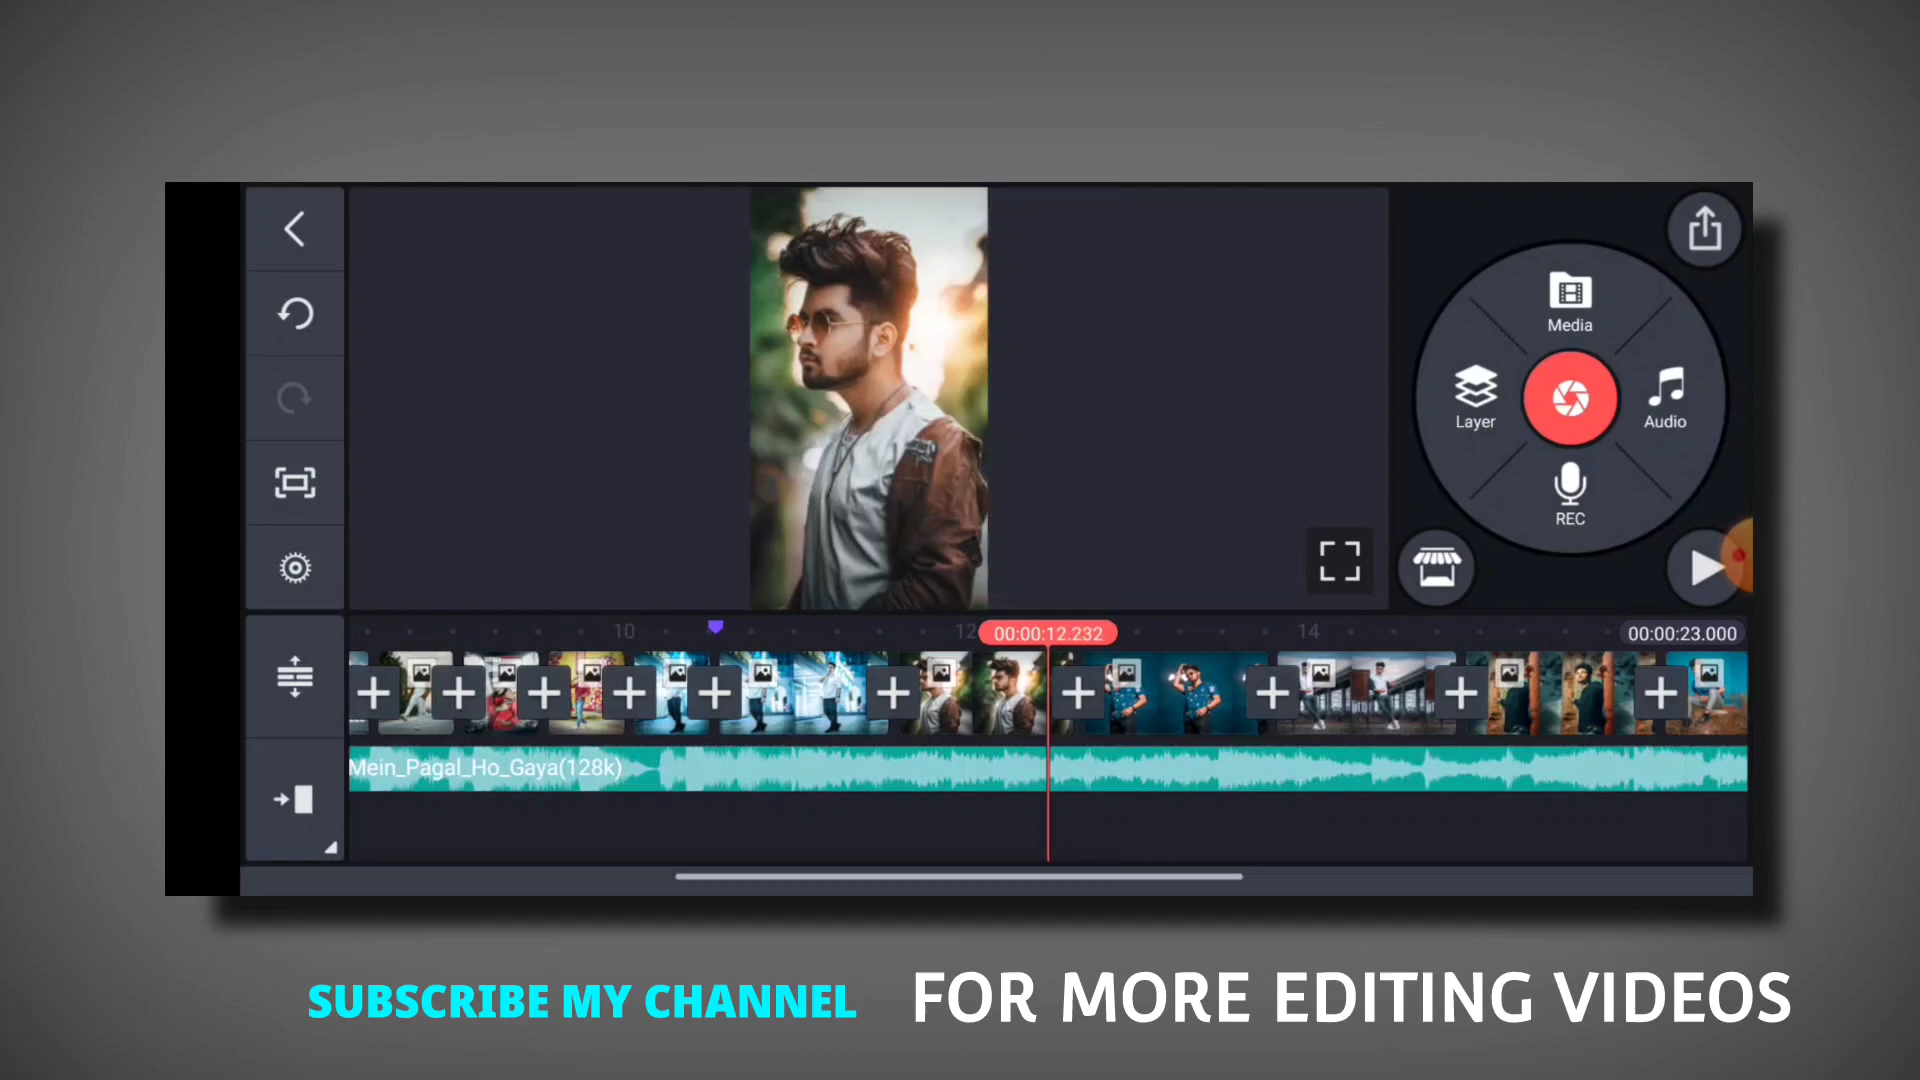 Media
Layer
Audio
REC
10
12
00:00:12.232
14
00:00:23.000
Mein_Pagal_Ho_Gaya(128k)
SUBSCRIBE MY CHANNEL
FOR MORE EDITING VIDEOS